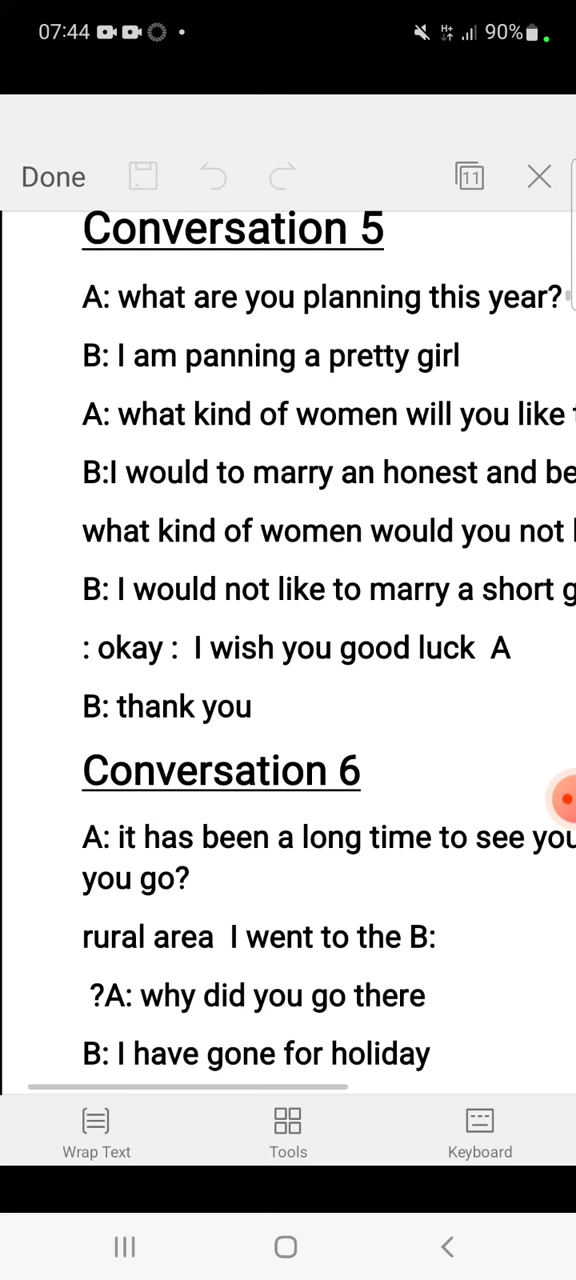 07:44
H+
90%
Done
11
Conversation 5
A: what are you planning this year?
B: I am panning a pretty girl
A: what kind of women will you like
B:I would to marry an honest and
what kind of women would you not
B: I would not like to marry a short
: okay :  I wish you good luck  A
B: thank you
Conversation 6
A: it has been a long time to see you
you go?
rural area  I went to the B:
?A: why did you go there
B: I have gone for holiday
Wrap Text
Tools
Keyboard